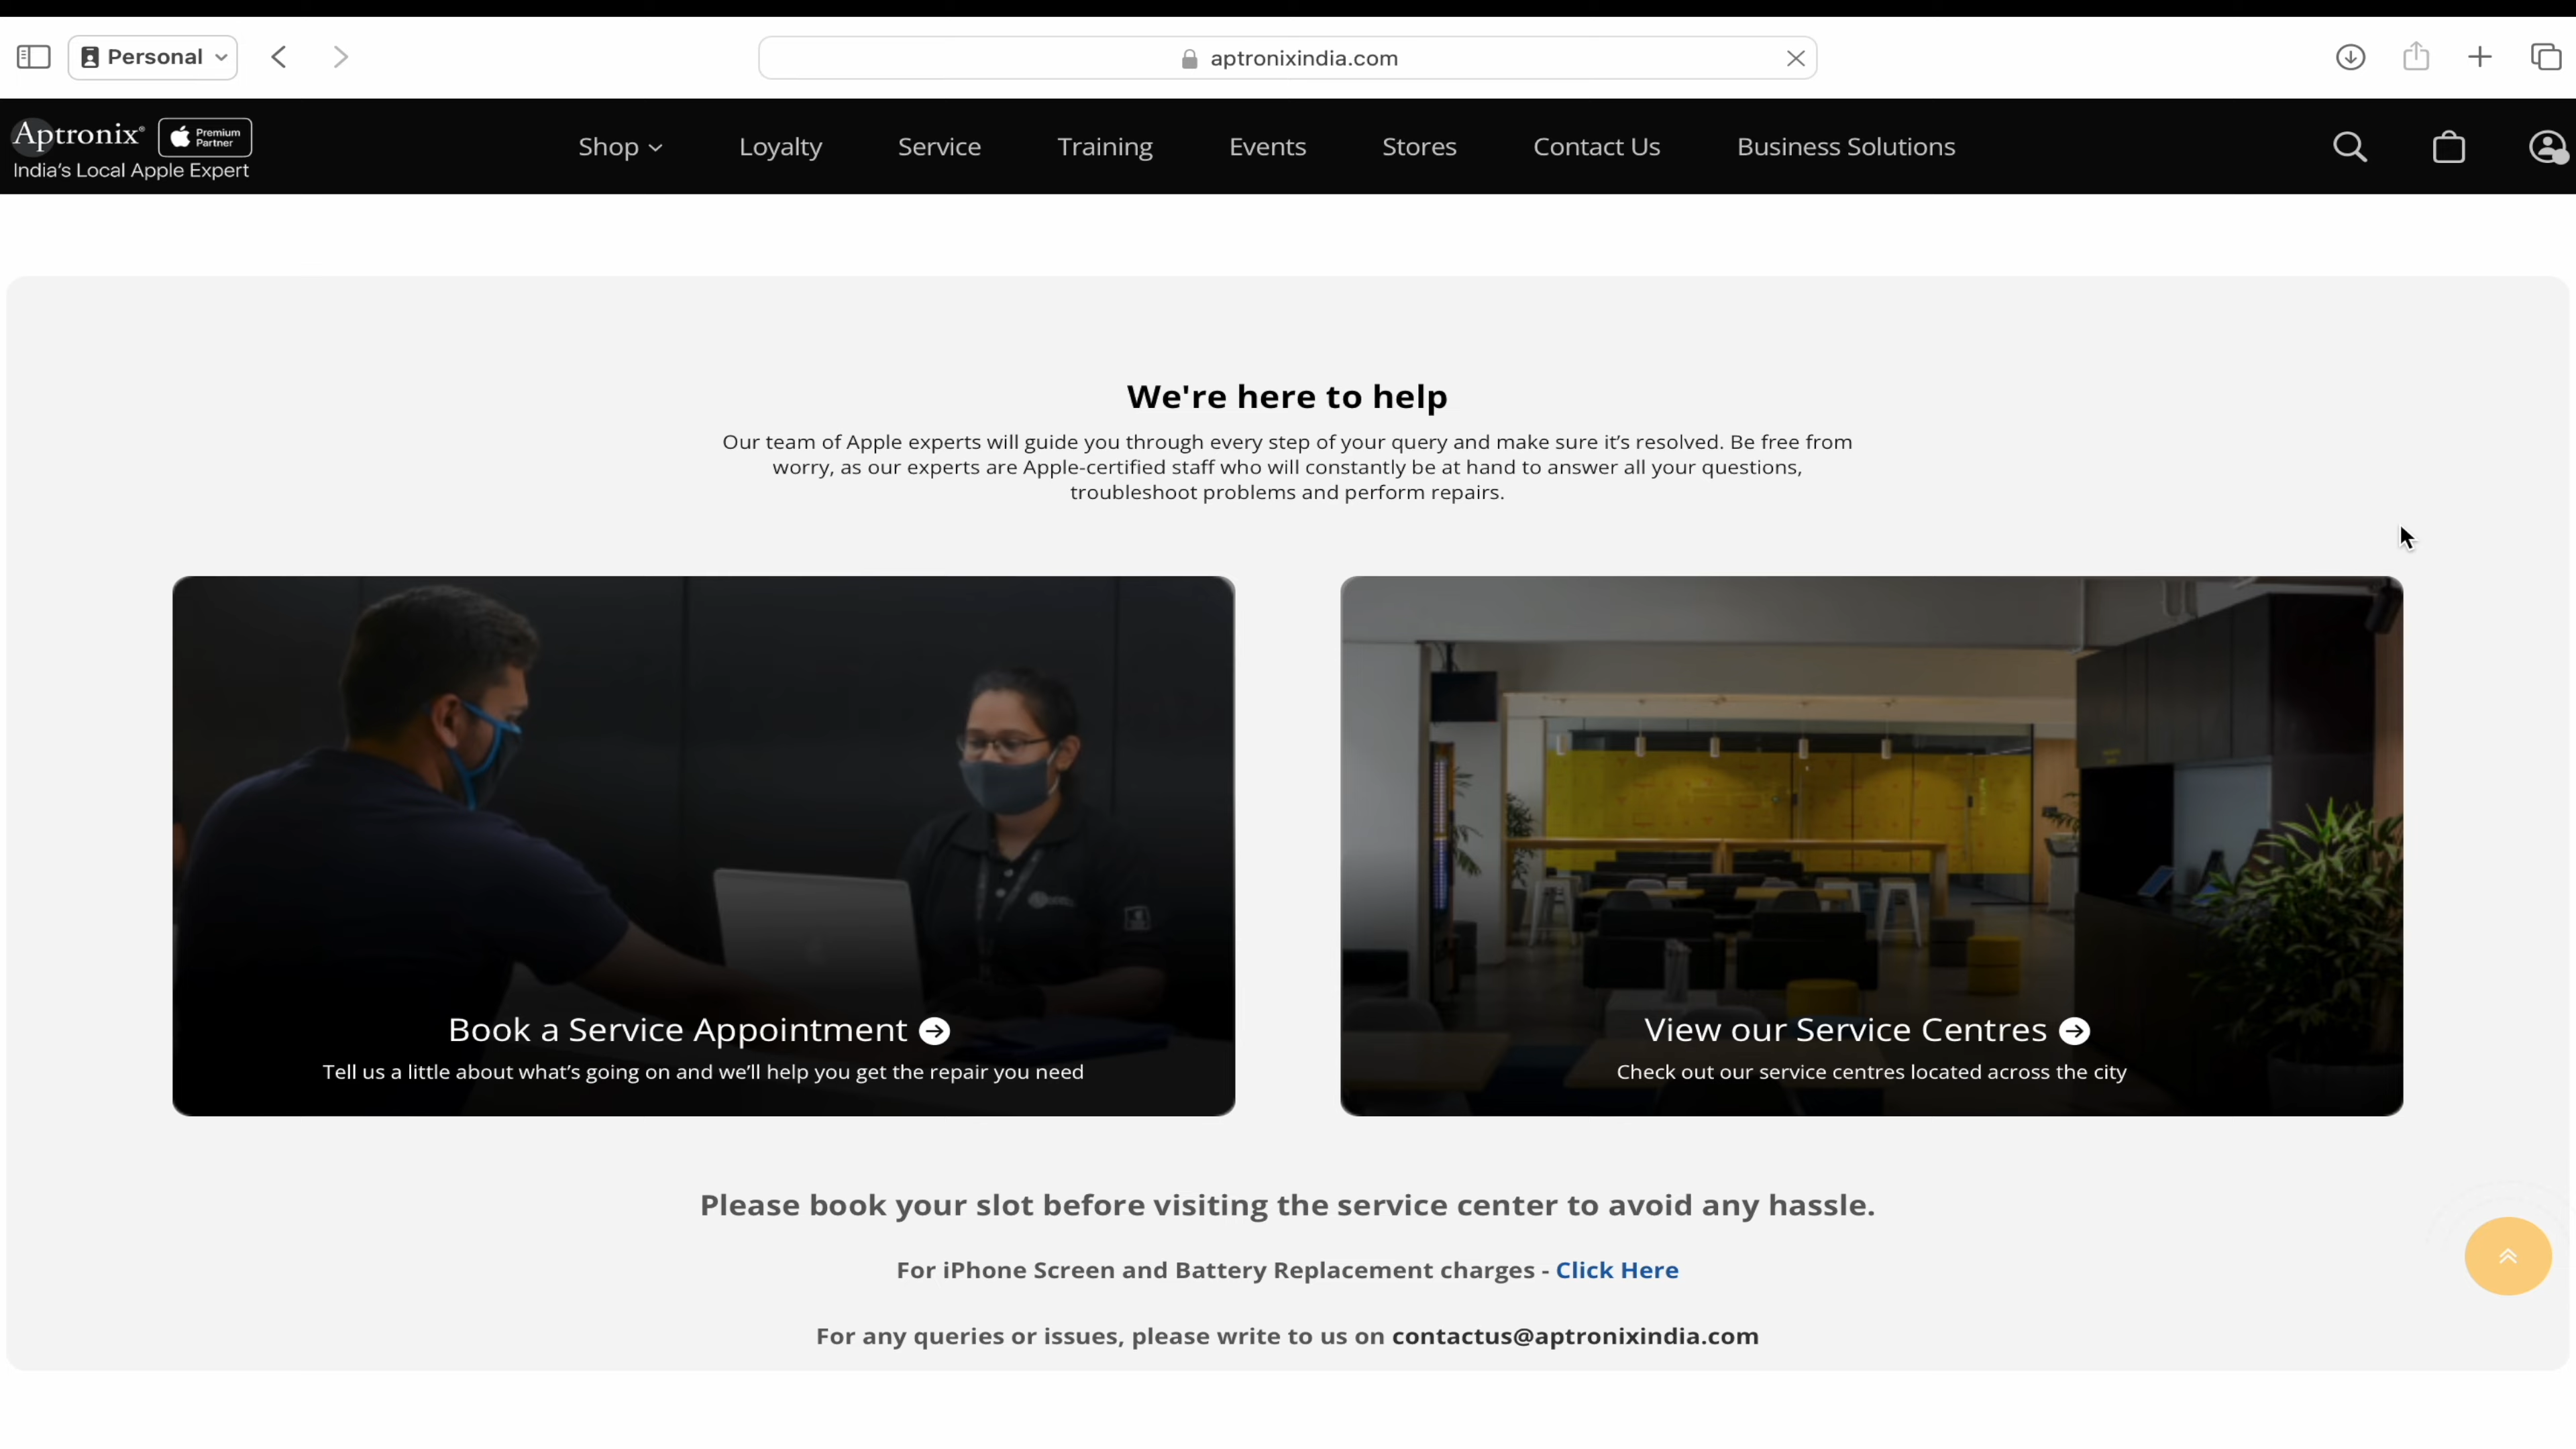 Personal
aptronixindia.com
Aptronix® Premium Partner
India's Local Apple Expert
Shop
Loyalty
Service
Training
Events
Stores
Contact Us
Business Solutions
We're here to help
Our team of Apple experts will guide you through every step of your query and make sure it’s resolved. Be free from
worry, as our experts are Apple-certified staff who will constantly be at hand to answer all your questions,
troubleshoot problems and perform repairs.
Book a Service Appointment
Tell us a little about what’s going on and we’ll help you get the repair you need
View our Service Centres
Check out our service centres located across the city
Please book your slot before visiting the service center to avoid any hassle.
For iPhone Screen and Battery Replacement charges - Click Here
For any queries or issues, please write to us on contactus@aptronixindia.com